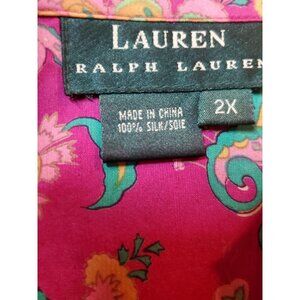 LAUREN
RALPH LAUREN
MADE IN CHINA
100% SILK/SOIE
2X